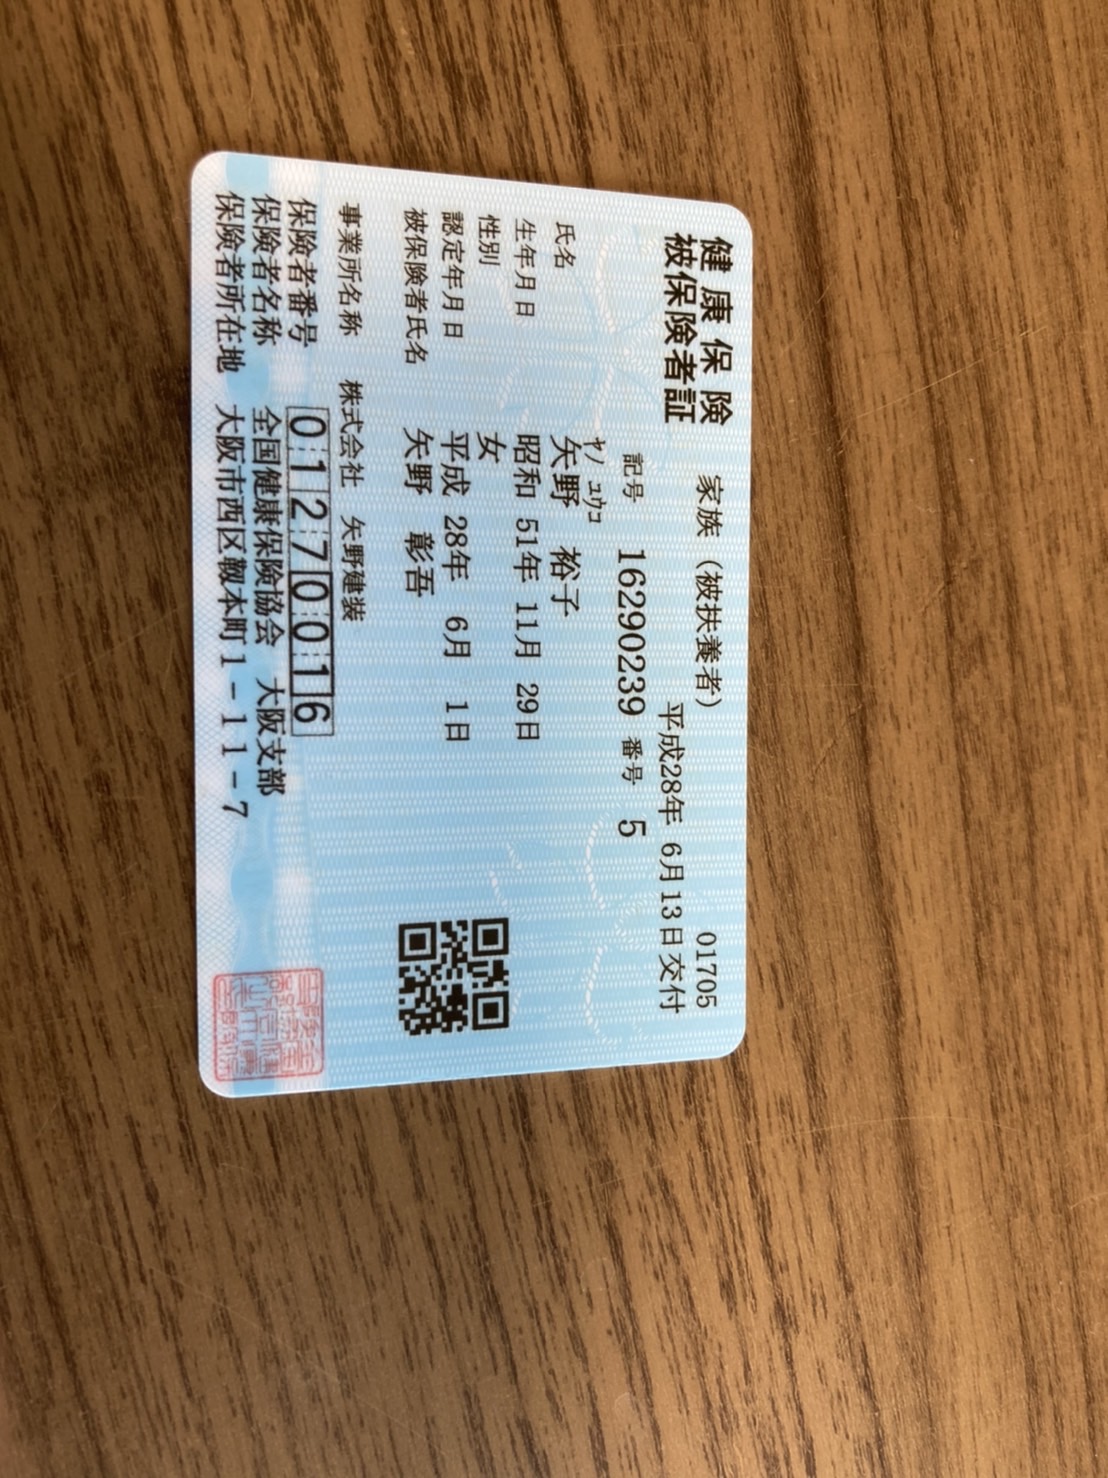 健康保険 家族（被扶養者） 01705
被保険者証 平成28年 6月13日交付
記号 16290239 番号 5
ヤノ ユウコ
氏名 矢野 裕子
生年月日 昭和 51年 11月 29日
性別 女
認定年月日 平成 28年 6月 1日
被保険者氏名 矢野 彰吾
事業所名称 株式会社 矢野建装
保険者番号 01270016
保険者名称 全国健康保険協会 大阪支部
保険者所在地 大阪市西区靱本町1-11-7